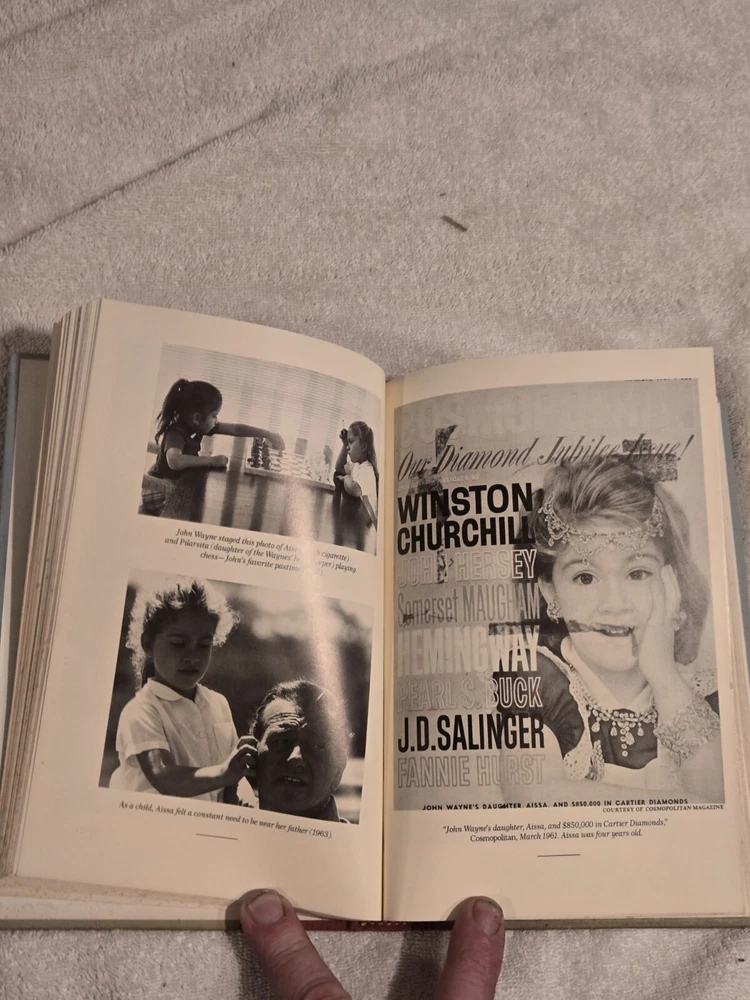 John Wayne staged this photo of Aissa cigarette)
and Pilarsita (daughter of the Waynes' playing
chess—John's favorite
As a child, Aissa felt a constant need to be near her father (1963).
Our Diamond Jubilee Issue!
WINSTON
CHURCHILL
JOHN HERSEY
Somerset MAUGHAM
HEMINGWAY
PEARL S. BUCK
J.D.SALINGER
FANNIE HURST
JOHN WAYNE'S DAUGHTER, AISSA, AND $850,000 IN CARTIER DIAMONDS
COURTESY OF COSMOPOLITAN MAGAZINE
"John Wayne's daughter, Aissa, and $850,000 in Cartier Diamonds,"
Cosmopolitan, March 1961. Aissa was four years old.